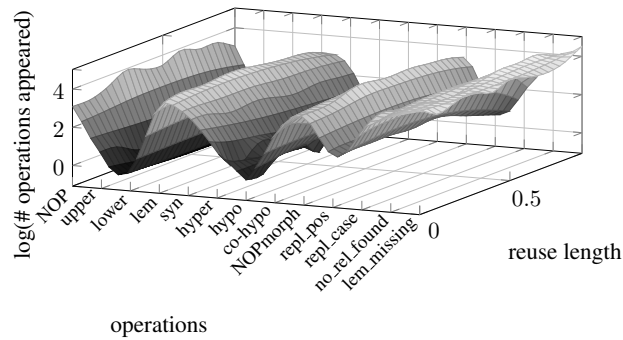 log(# operations appeared)
4
2
0
NOP
upper
lower
lem
syn
hyper
hypo
co-hypo
NOPmorph
repl_pos
repl_case
no_rel_found
lem_missing
0
0.5
reuse length
operations